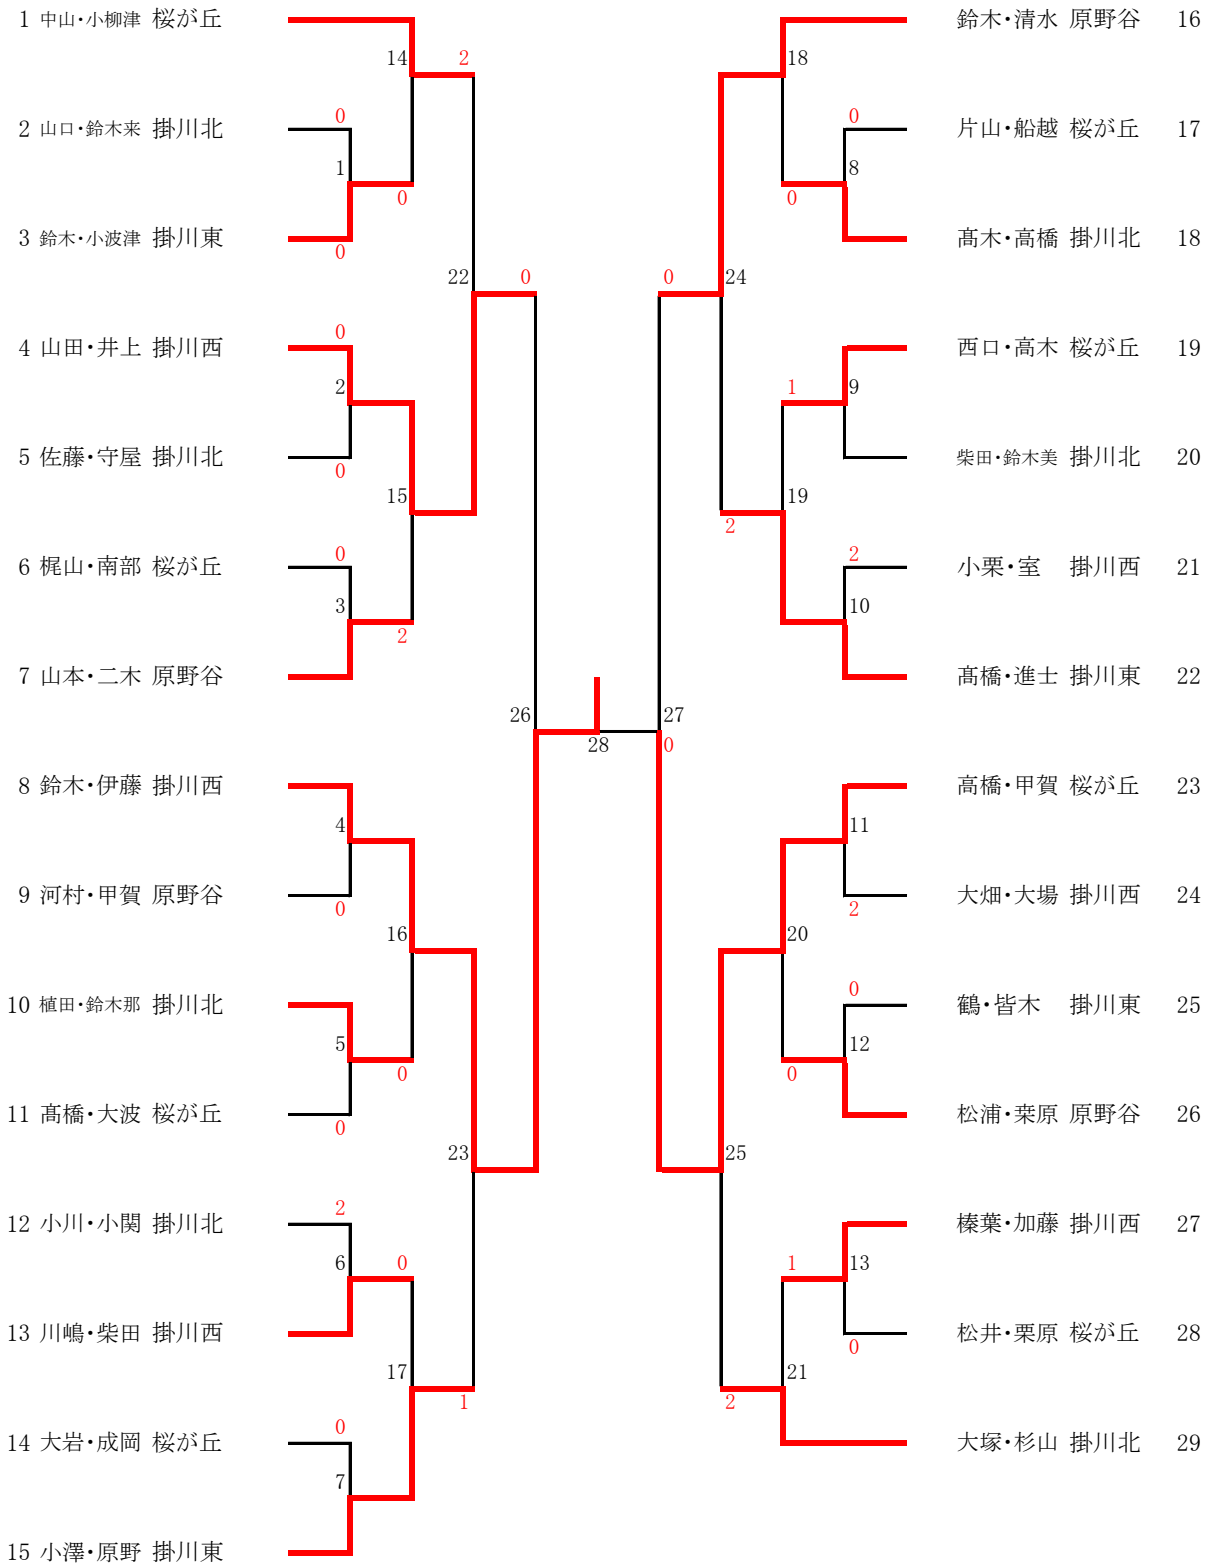 1 中山・小柳津 桜が丘
鈴木・清水 原野谷 16
14
2
18
2 山口・鈴木来 掛川北
0
0
片山・船越 桜が丘 17
1
8
0
0
3 鈴木・小波津 掛川東
0
髙木・高橋 掛川北 18
22
0
0
24
4 山田・井上 掛川西
0
西口・高木 桜が丘 19
2
1
9
5 佐藤・守屋 掛川北
0
柴田・鈴木美 掛川北 20
15
19
2
6 梶山・南部 桜が丘
0
2
小栗・室 掛川西 21
3
10
2
7 山本・二木 原野谷
髙橋・進士 掛川東 22
26
28
27
0
8 鈴木・伊藤 掛川西
高橋・甲賀 桜が丘 23
4
11
9 河村・甲賀 原野谷
0
2
大畑・大場 掛川西 24
16
20
10 植田・鈴木那 掛川北
0
鶴・皆木 掛川東 25
5
12
0
0
11 髙橋・大波 桜が丘
0
松浦・桒原 原野谷 26
23
25
12 小川・小関 掛川北
2
榛葉・加藤 掛川西 27
6
0
1
13
13 川嶋・柴田 掛川西
0
松井・栗原 桜が丘 28
17
21
1
2
14 大岩・成岡 桜が丘
0
大塚・杉山 掛川北 29
7
15 小澤・原野 掛川東